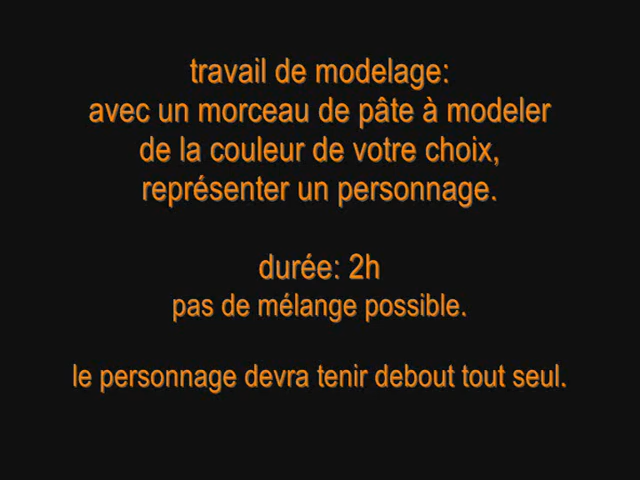 travail de modelage:
avec un morceau de pâte à modeler
de la couleur de votre choix,
représenter un personnage.
durée: 2h
pas de mélange possible.
le personnage devra tenir debout tout seul.